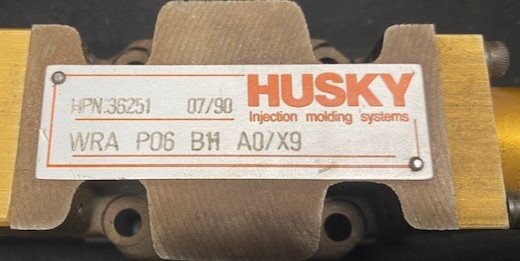 HPN:36251 07/90 HUSKY
Injection molding systems
WRA P06 B11 A0/X9